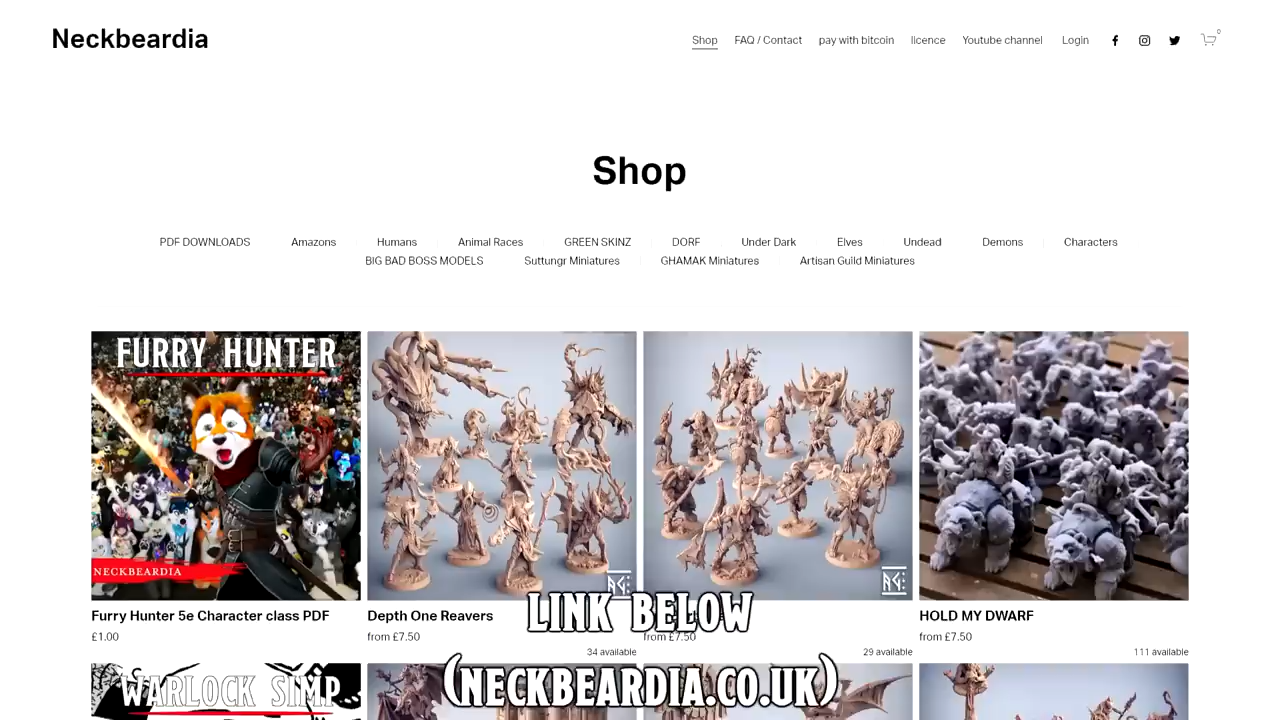 Neckbeardia
Shop FAQ / Contact pay with bitcoin licence Youtube channel Login 0
Shop
PDF DOWNLOADS Amazons Humans Animal Races GREEN SKINZ DORF Under Dark Elves Undead Demons Characters
BIG BAD BOSS MODELS Suttungr Miniatures GHAMAK Miniatures Artisan Guild Miniatures
FURRY HUNTER
NECKBEARDIA
Furry Hunter 5e Character class PDF
£1.00
Depth One Reavers
from £7.50
34 available
from £7.50
29 available
HOLD MY DWARF
from £7.50
111 available
LINK BELOW
WARLOCK SIMP
(NECKBEARDIA.CO.UK)